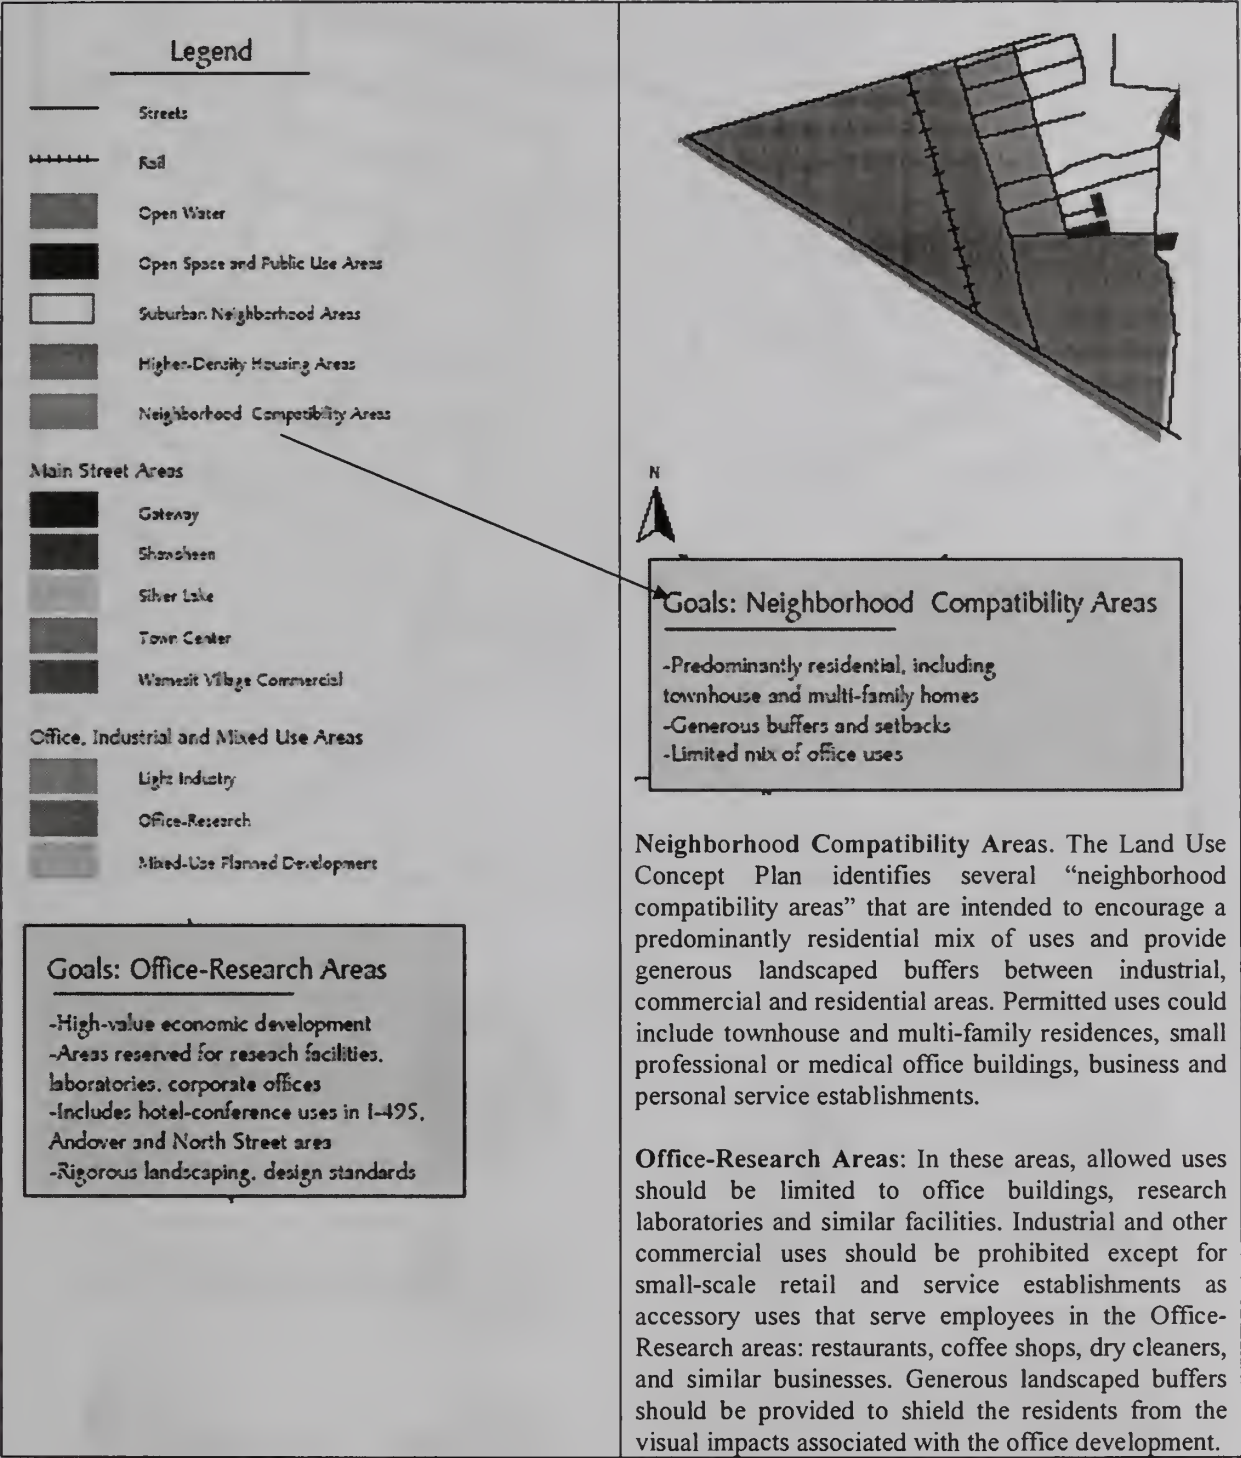 Legend
Streets
Rail
Open Water
Open Space and Public Use Areas
Suburban Neighborhood Areas
Higher-Density Housing Areas
Neighborhood Compatibility Areas
Main Street Areas
Gateway
Shawsheen
Silver Lake
Town Center
Wamesit Village Commercial
Office, Industrial and Mixed Use Areas
Light Industry
Office-Research
Mixed-Use Planned Development
Goals: Office-Research Areas
-High-value economic development
-Areas reserved for reseach facilities,
laboratories, corporate offices
-Includes hotel-conference uses in I-495,
Andover and North Street area
-Rigorous landscaping, design standards
N
Goals: Neighborhood Compatibility Areas
-Predominantly residential, including
townhouse and multi-family homes
-Generous buffers and setbacks
-Limited mix of office uses
Neighborhood Compatibility Areas. The Land Use
Concept Plan identifies several “neighborhood
compatibility areas” that are intended to encourage a
predominantly residential mix of uses and provide
generous landscaped buffers between industrial,
commercial and residential areas. Permitted uses could
include townhouse and multi-family residences, small
professional or medical office buildings, business and
personal service establishments.
Office-Research Areas: In these areas, allowed uses
should be limited to office buildings, research
laboratories and similar facilities. Industrial and other
commercial uses should be prohibited except for
small-scale retail and service establishments as
accessory uses that serve employees in the Office-
Research areas: restaurants, coffee shops, dry cleaners,
and similar businesses. Generous landscaped buffers
should be provided to shield the residents from the
visual impacts associated with the office development.